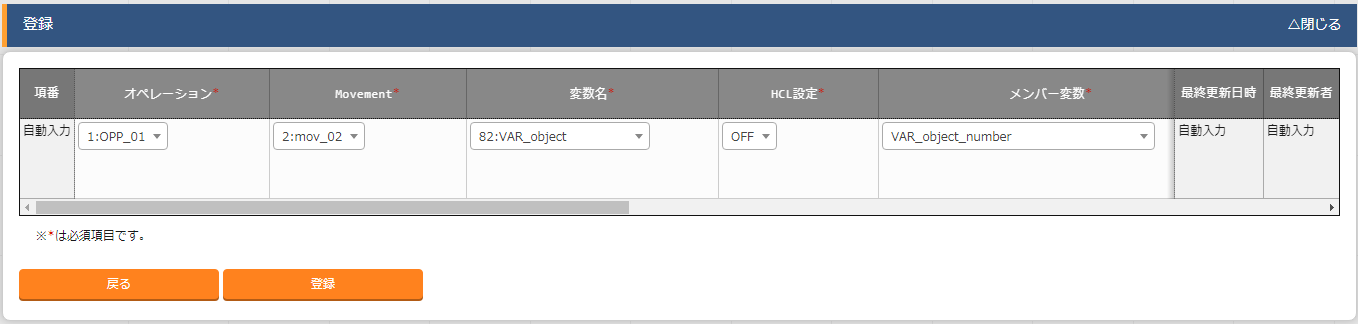 登録 △閉じる
項番 オペレーション* Movement* 変数名* HCL設定* メンバー変数* 最終更新日時 最終更新者
自動入力 1:OPP_01 2:mov_02 82:VAR_object OFF VAR_object_number 自動入力 自動入力
※*は必須項目です。
戻る 登録